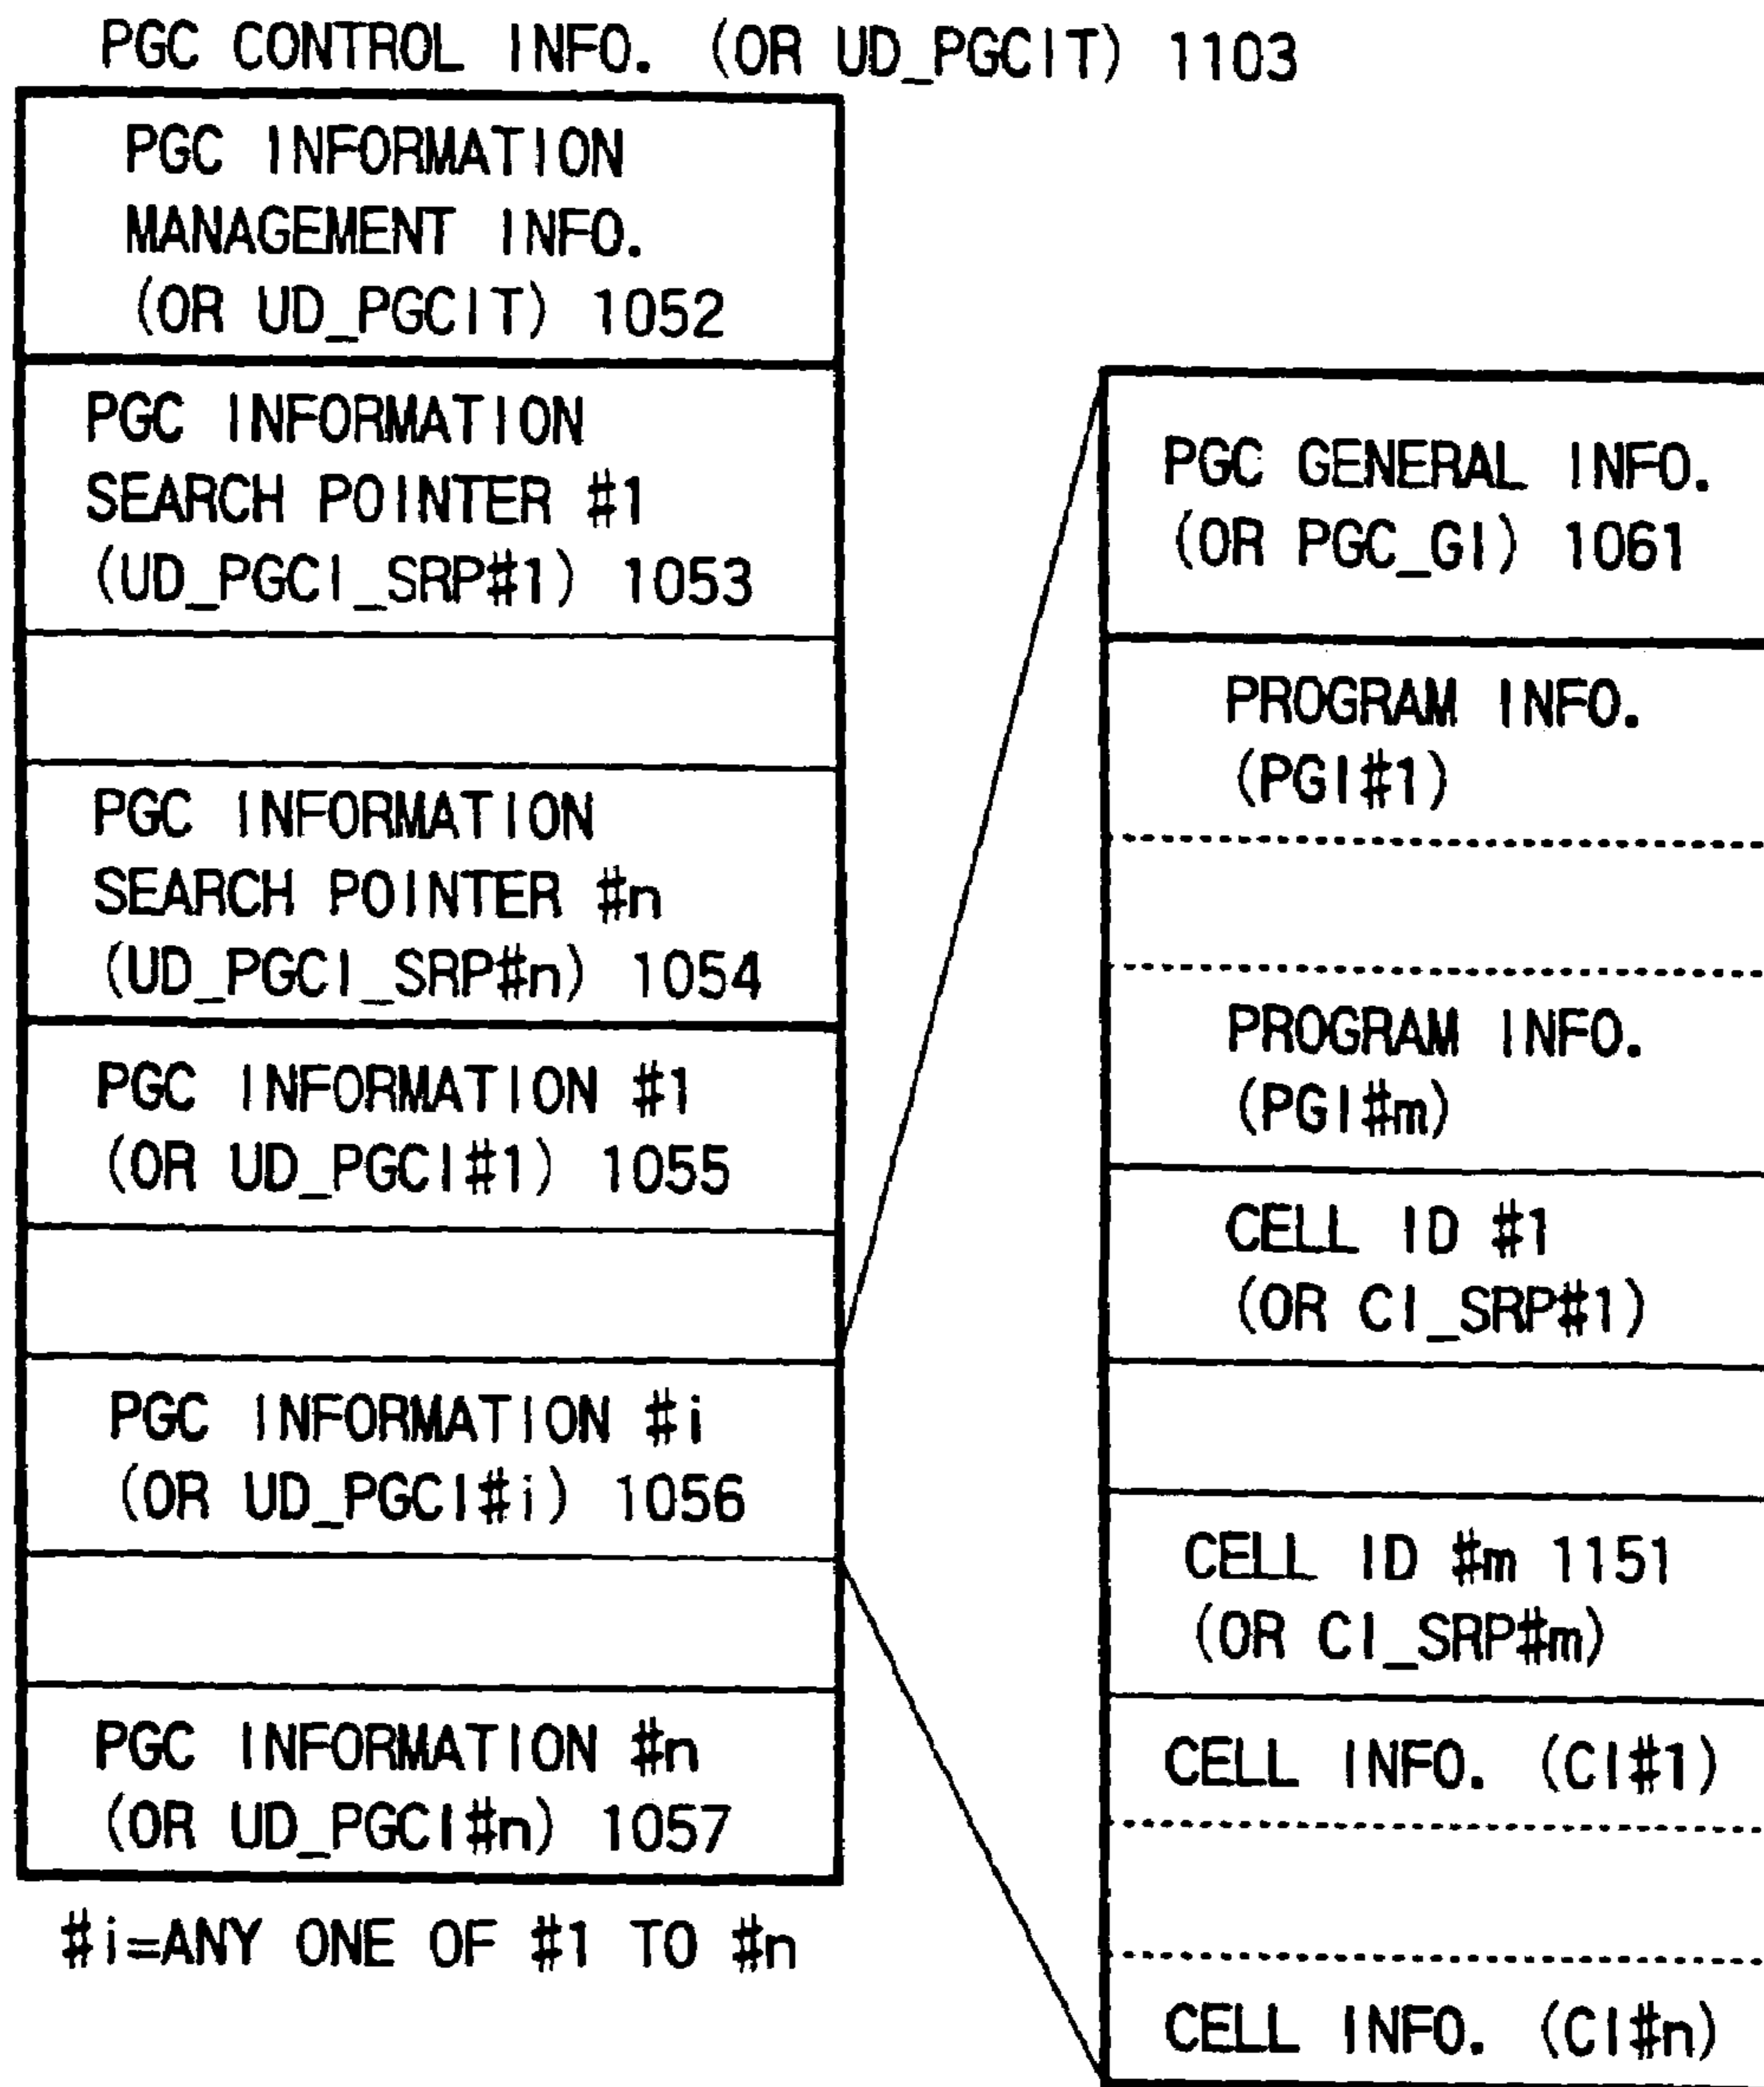 PGC CONTROL INFO. (OR UD_PGCIT) 1103
PGC INFORMATION
MANAGEMENT INFO.
(OR UD_PGCIT) 1052
PGC INFORMATION
SEARCH POINTER #1
(UD_PGCI_SRP#1) 1053
PGC INFORMATION
SEARCH POINTER #n
(UD_PGCI_SRP#n) 1054
PGC INFORMATION #1
(OR UD_PGCI#1) 1055
PGC INFORMATION #i
(OR UD_PGCI#i) 1056
PGC INFORMATION #n
(OR UD_PGCI#n) 1057
#i=ANY ONE OF #1 TO #n
PGC GENERAL INFO.
(OR PGC_GI) 1061
PROGRAM INFO.
(PGI#1)
PROGRAM INFO.
(PGI#m)
CELL ID #1
(OR CI_SRP#1)
CELL ID #m 1151
(OR CI_SRP#m)
CELL INFO. (CI#1)
CELL INFO. (CI#n)